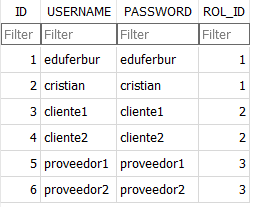 ID USERNAME PASSWORD ROL_ID
Filter Filter Filter Filter
1 eduferbur eduferbur 1
2 cristian cristian 1
3 cliente1 cliente1 2
4 cliente2 cliente2 2
5 proveedor1 proveedor1 3
6 proveedor2 proveedor2 3